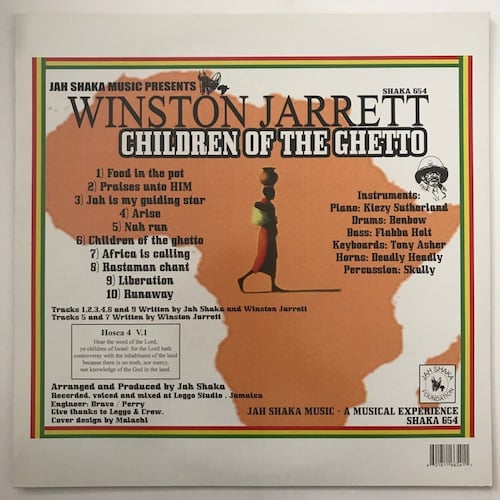 JAH SHAKA MUSIC PRESENTS
SHAKA 654
WINSTON JARRETT
CHILDREN OF THE GHETTO
1) Food in the pot
2) Praises unto HIM
3) Jah is my guiding star
4) Arise
5) Nah run
6) Children of the ghetto
7) Africa is calling
8) Rastaman chant
9) Liberation
10) Runaway
Instruments:
Piano: Kiezy Sutherland
Drums: Benbow
Bass: Flabba Holt
Keyboards: Tony Asher
Horns: Deadly Headly
Percussion: Skully
Tracks 1,2,3,4,8 and 9 Written by Jah Shaka and Winston Jarrett
Tracks 5 and 7 Written by Winston Jarrett
Hosea 4 V.1
Hear the word of the Lord,
ye children of Israel: for the Lord hath
controversy with the inhabitants of the land
because there is no truth, nor mercy,
nor knowledge of the God in the land.
Arranged and Produced by Jah Shaka
Recorded, voiced and mixed at Leggo Studio, Jamaica
Engineer: Bravo / Perry
Give thanks to Leggo & Crew.
Cover design by Malachi
JAH SHAKA
FOUNDATION
JAH SHAKA MUSIC - A MUSICAL EXPERIENCE
SHAKA 654